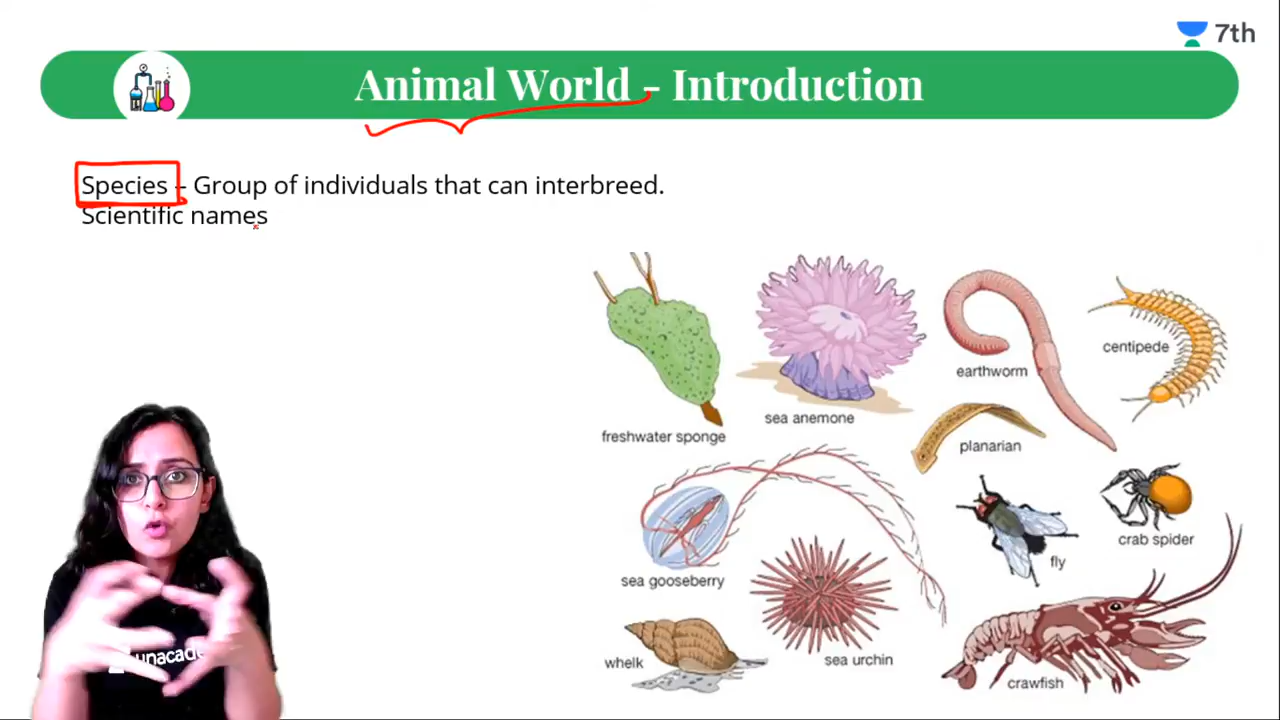 7th
Animal World - Introduction
Species - Group of individuals that can interbreed.
Scientific names
freshwater sponge
sea anemone
earthworm
centipede
planarian
sea gooseberry
fly
crab spider
whelk
sea urchin
crawfish